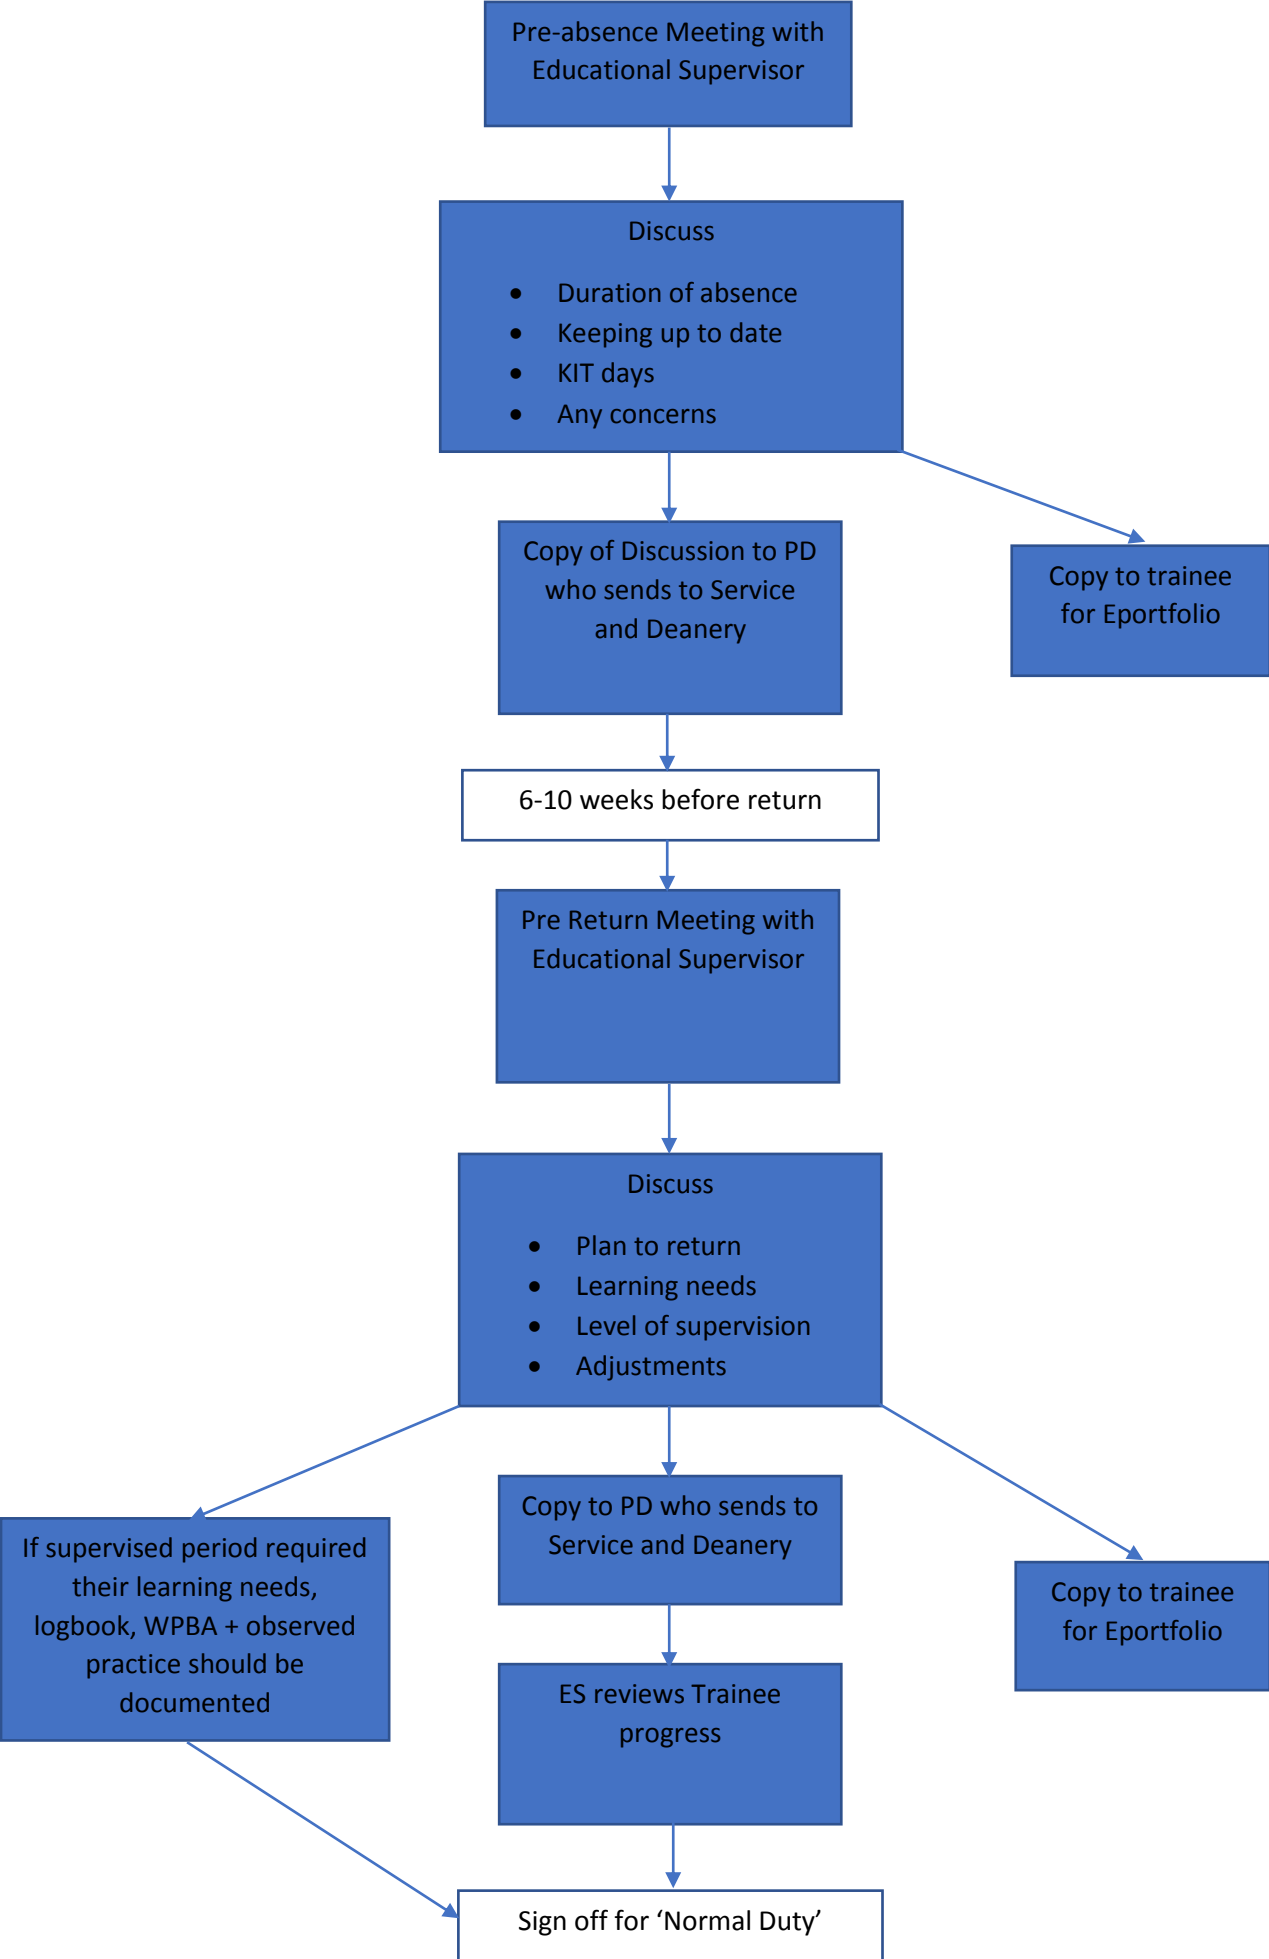 Pre-absence Meeting with
Educational Supervisor
Discuss
• Duration of absence
• Keeping up to date
• KIT days
• Any concerns
Copy of Discussion to PD
who sends to Service
and Deanery
Copy to trainee
for Eportfolio
6-10 weeks before return
Pre Return Meeting with
Educational Supervisor
Discuss
• Plan to return
• Learning needs
• Level of supervision
• Adjustments
If supervised period required
their learning needs,
logbook, WPBA + observed
practice should be
documented
Copy to PD who sends to
Service and Deanery
Copy to trainee
for Eportfolio
ES reviews Trainee
progress
Sign off for ‘Normal Duty’